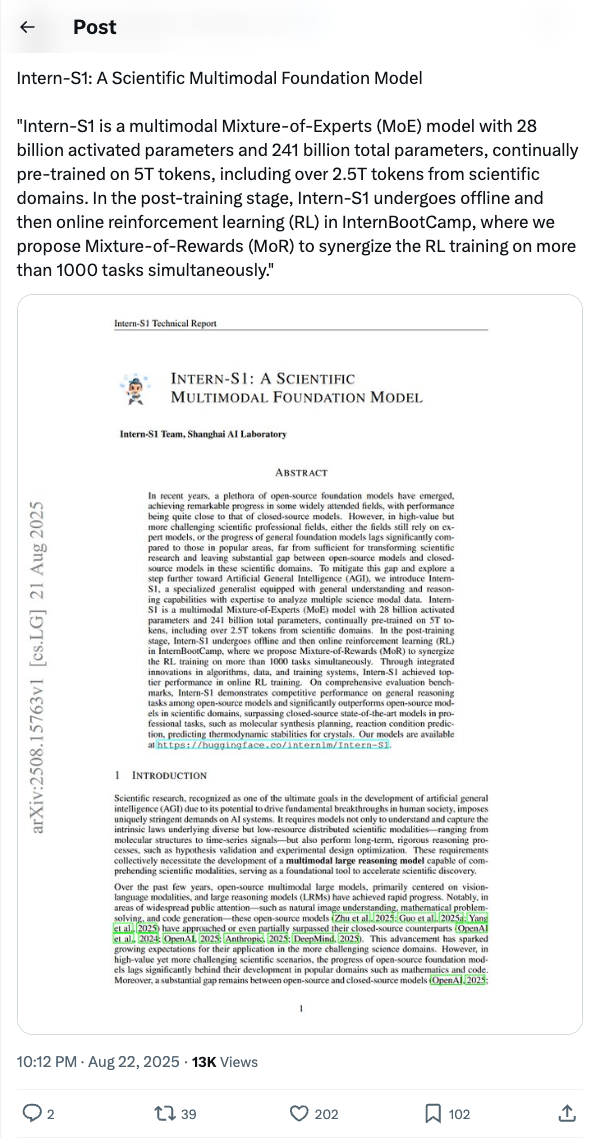 Post
Intern-S1: A Scientific Multimodal Foundation Model
"Intern-S1 is a multimodal Mixture-of-Experts (MoE) model with 28
billion activated parameters and 241 billion total parameters, continually
pre-trained on 5T tokens, including over 2.5T tokens from scientific
domains. In the post-training stage, Intern-S1 undergoes offline and
then online reinforcement learning (RL) in InternBootCamp, where we
propose Mixture-of-Rewards (MoR) to synergize the RL training on more
than 1000 tasks simultaneously."
Intern-S1 Technical Report
INTERN-S1: A SCIENTIFIC
MULTIMODAL FOUNDATION MODEL
Intern-S1 Team, Shanghai AI Laboratory
ABSTRACT
In recent years, a plethora of open-source foundation models have emerged,
achieving remarkable progress in some widely attended fields, with performance
being quite close to that of closed-source models. However, in high-value but
more challenging scientific professional fields, either the fields still rely on ex-
pert models, or the progress of general foundation models lags significantly com-
pared to those in popular areas, far from sufficient for transforming scientific
research and leaving substantial gap between open-source models and closed-
source models in these scientific domains. To mitigate this gap and explore a
step further toward Artificial General Intelligence (AGI), we introduce Intern-
S1, a specialized generalist equipped with general understanding and reason-
ing capabilities with expertise to analyze multiple science modal data. Intern-
S1 is a multimodal Mixture-of-Experts (MoE) model with 28 billion activated
parameters and 241 billion total parameters, continually pre-trained on 5T to-
kens, including over 2.5T tokens from scientific domains. In the post-training
stage, Intern-S1 undergoes offline and then online reinforcement learning (RL)
in InternBootCamp, where we propose Mixture-of-Rewards (MoR) to synergize
the RL training on more than 1000 tasks simultaneously. Through integrated
innovations in algorithms, data, and training systems, Intern-S1 achieved top-
tier performance in online RL training. On comprehensive evaluation bench-
marks, Intern-S1 demonstrates competitive performance on general reasoning
tasks among open-source models and significantly outperforms open-source mod-
els in scientific domains, surpassing closed-source state-of-the-art models in pro-
fessional tasks, such as molecular synthesis planning, reaction condition predic-
tion, predicting thermodynamic stabilities for crystals. Our models are available
at https://huggingface.co/internlm/Intern-S1.
1 INTRODUCTION
Scientific research, recognized as one of the ultimate goals in the development of artificial general
intelligence (AGI) due to its potential to drive fundamental breakthroughs in human society, imposes
uniquely stringent demands on AI systems. It requires models not only to understand and capture the
intrinsic laws underlying diverse but low-resource distributed scientific modalities—ranging from
molecular structures to time-series signals—but also perform long-term, rigorous reasoning pro-
cesses, such as hypothesis validation and experimental design optimization. These requirements
collectively necessitate the development of a multimodal large reasoning model capable of com-
prehending scientific modalities, serving as a foundational tool to accelerate scientific discovery.
Over the past few years, open-source multimodal large models, primarily centered on vision-
language modalities, and large reasoning models (LRMs) have achieved rapid progress. Notably, in
areas of widespread public attention—such as natural image understanding, mathematical problem-
solving, and code generation—these open-source models (Zhu et al., 2025; Guo et al., 2025a; Yang
et al., 2025) have approached or even partially surpassed their closed-source counterparts (OpenAI
et al., 2024; OpenAI, 2025; Anthropic, 2025; DeepMind, 2025). This advancement has sparked
growing expectations for their application in the more challenging science domains. However, in
high-value yet more challenging scientific scenarios, the progress of open-source foundation mod-
els lags significantly behind their development in popular domains such as mathematics and code.
Moreover, a substantial gap remains between open-source and closed-source models (OpenAI, 2025;
1
arXiv:2508.15763v1 [cs.LG] 21 Aug 2025
10:12 PM · Aug 22, 2025 · 13K Views
2 39 202 102